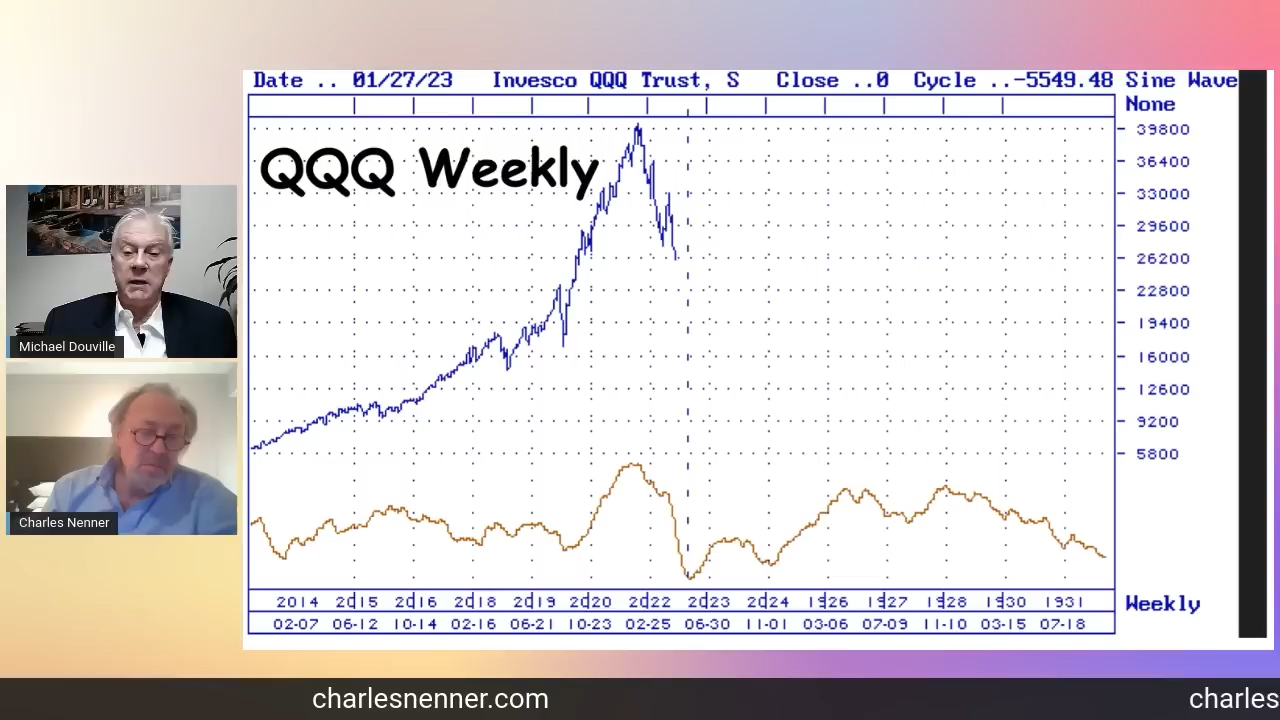 Date .. 01/27/23 Invesco QQQ Trust, S Close ..0 Cycle ..-5549.48 Sine Wave
None
QQQ Weekly
39800
36400
33000
29600
26200
22800
19400
16000
12600
9200
5800
2014 2015 2016 2018 2019 2020 2022 2023 2024 1926 1927 1928 1930 1931 Weekly
02-07 06-12 10-14 02-16 06-21 10-23 02-25 06-30 11-01 03-06 07-09 11-10 03-15 07-18
Michael Douville
Charles Nenner
charlesnenner.com charles